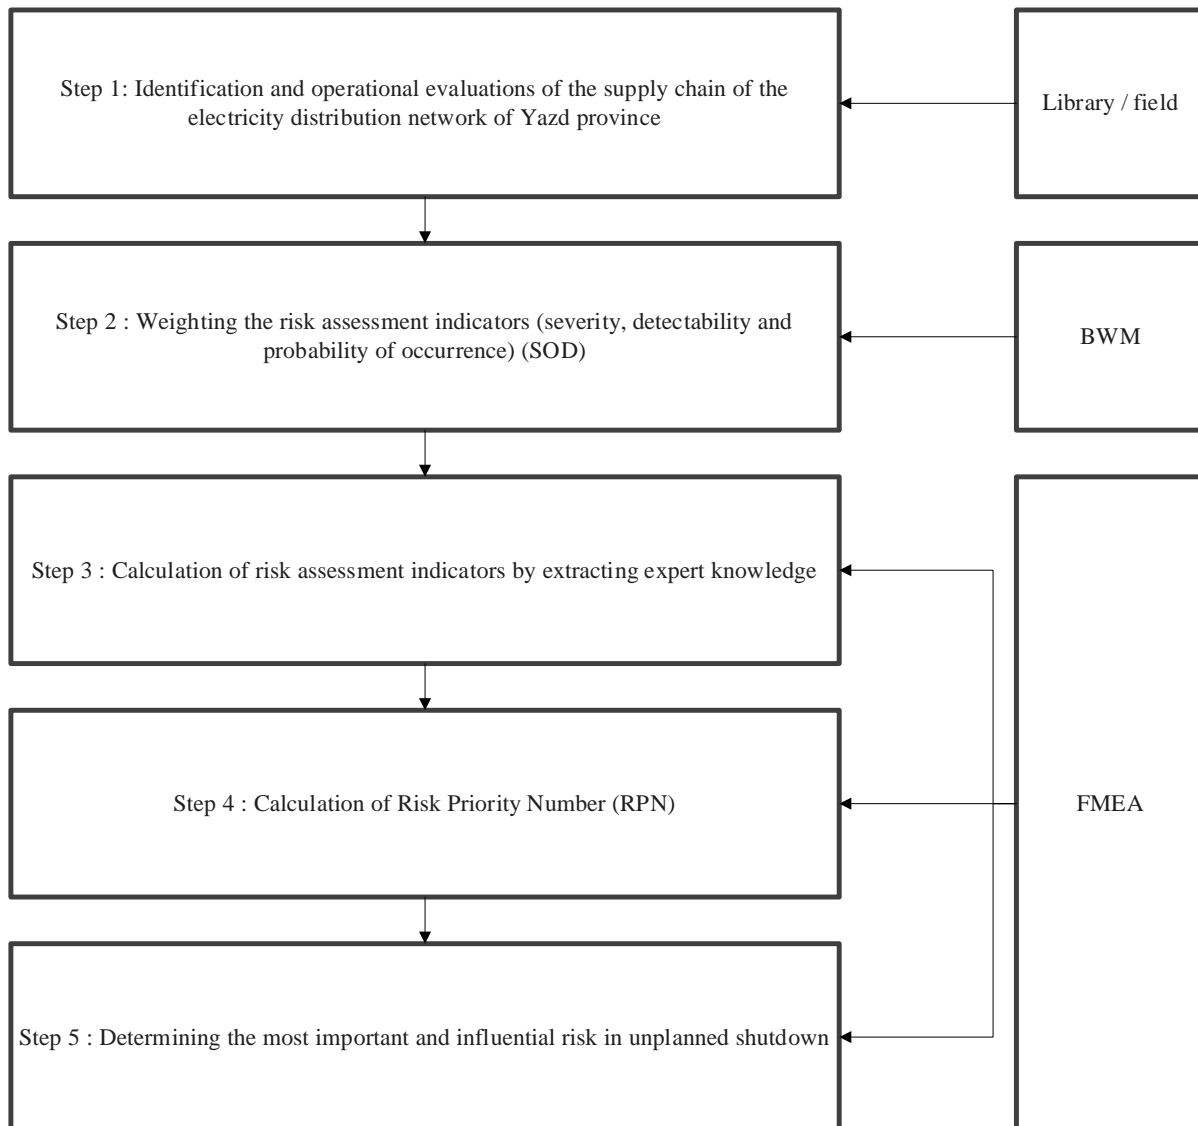 Step 1: Identification and operational evaluations of the supply chain of the
electricity distribution network of Yazd province
Library / field
Step 2 : Weighting the risk assessment indicators (severity, detectability and
probability of occurrence) (SOD)
BWM
Step 3 : Calculation of risk assessment indicators by extracting expert knowledge
Step 4 : Calculation of Risk Priority Number (RPN)
FMEA
Step 5 : Determining the most important and influential risk in unplanned shutdown